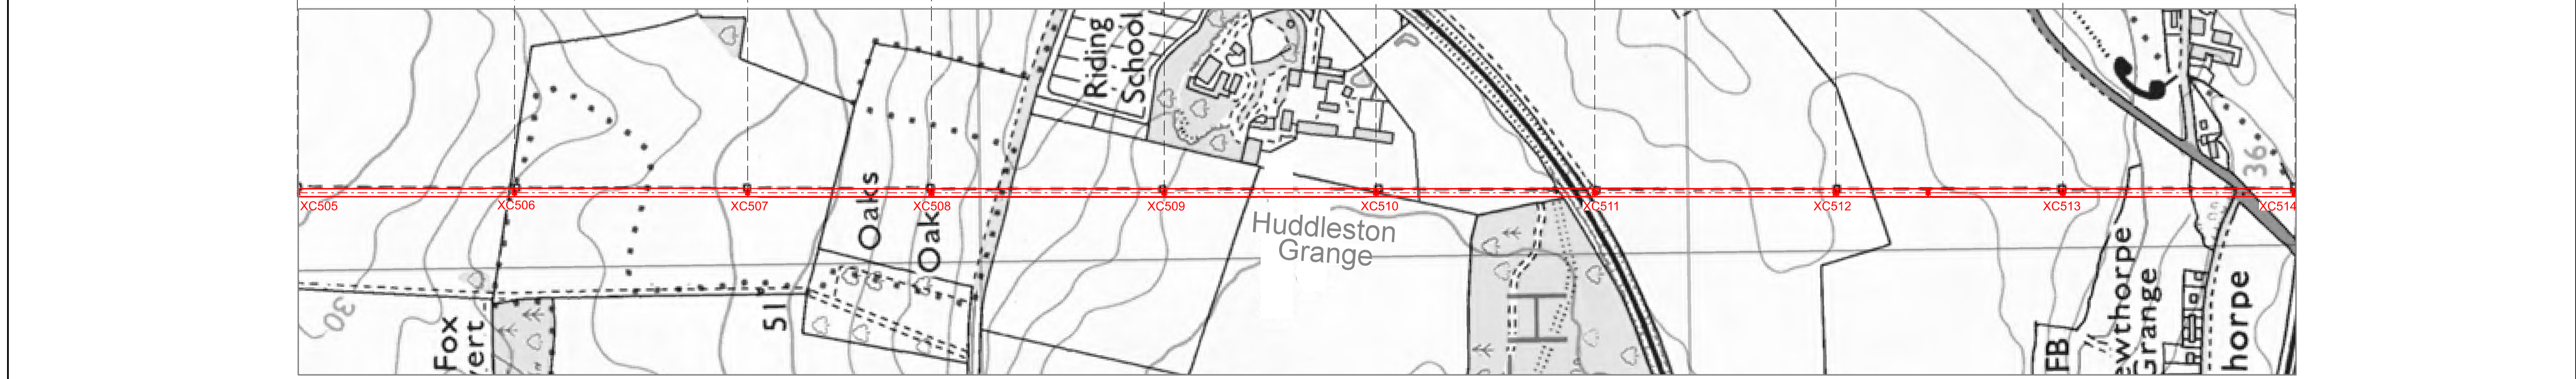 Riding
School
Oaks
Oak
XC505
XC506
XC507
XC508
XC509
XC510
XC511
XC512
XC513
XC514
Huddleston
Grange
36
30
Fox
vert
51
H
FB
ewthorpe
Grange
horpe